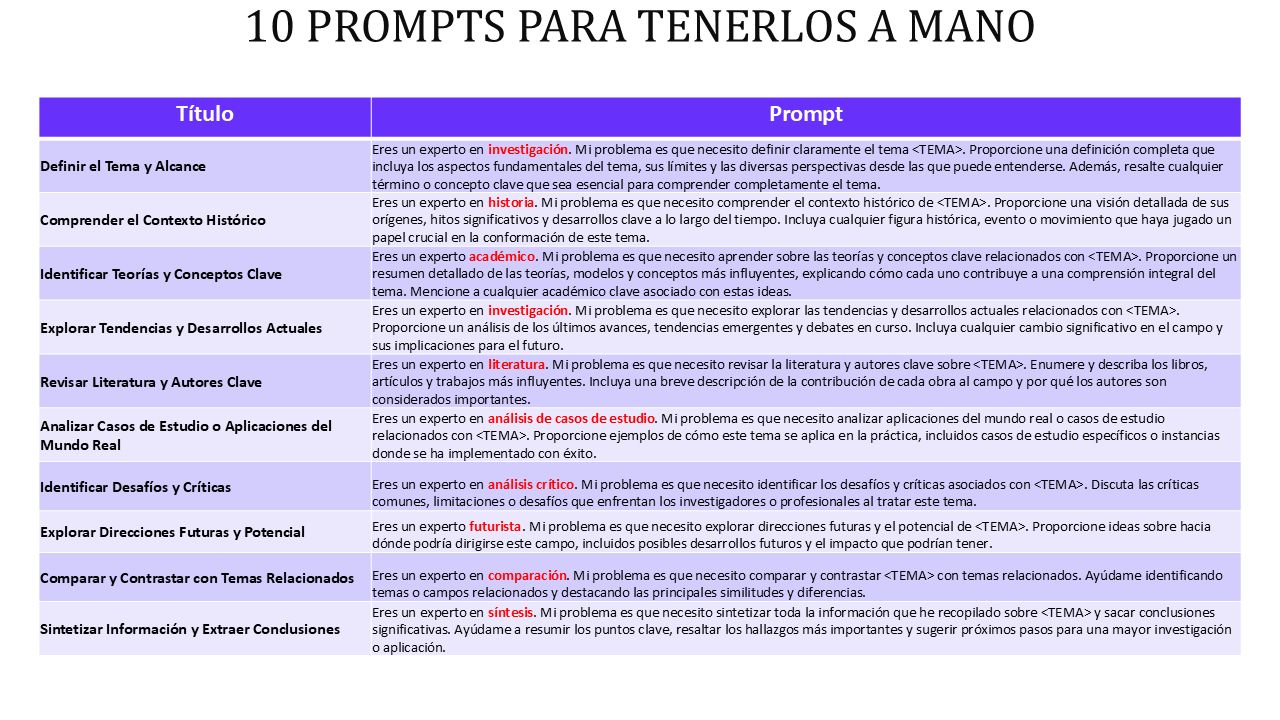 10 PROMPTS PARA TENERLOS A MANO
Título
Prompt
Definir el Tema y Alcance
Eres un experto en investigación. Mi problema es que necesito definir claramente el tema <TEMA>. Proporcione una definición completa que
incluya los aspectos fundamentales del tema, sus límites y las diversas perspectivas desde las que puede entenderse. Además, resalte cualquier
término o concepto clave que sea esencial para comprender completamente el tema.
Comprender el Contexto Histórico
Eres un experto en historia. Mi problema es que necesito comprender el contexto histórico de <TEMA>. Proporcione una visión detallada de sus
orígenes, hitos significativos y desarrollos clave a lo largo del tiempo. Incluya cualquier figura histórica, evento o movimiento que haya jugado un
papel crucial en la conformación de este tema.
Identificar Teorías y Conceptos Clave
Eres un experto académico. Mi problema es que necesito aprender sobre las teorías y conceptos clave relacionados con <TEMA>. Proporcione un
resumen detallado de las teorías, modelos y conceptos más influyentes, explicando cómo cada uno contribuye a una comprensión integral del
tema. Mencione a cualquier académico clave asociado con estas ideas.
Explorar Tendencias y Desarrollos Actuales
Eres un experto en investigación. Mi problema es que necesito explorar las tendencias y desarrollos actuales relacionados con <TEMA>.
Proporcione un análisis de los últimos avances, tendencias emergentes y debates en curso. Incluya cualquier cambio significativo en el campo y
sus implicaciones para el futuro.
Revisar Literatura y Autores Clave
Eres un experto en literatura. Mi problema es que necesito revisar la literatura y autores clave sobre <TEMA>. Enumere y describa los libros,
artículos y trabajos más influyentes. Incluya una breve descripción de la contribución de cada obra al campo y por qué los autores son
considerados importantes.
Analizar Casos de Estudio o Aplicaciones del
Mundo Real
Eres un experto en análisis de casos de estudio. Mi problema es que necesito analizar aplicaciones del mundo real o casos de estudio
relacionados con <TEMA>. Proporcione ejemplos de cómo este tema se aplica en la práctica, incluidos casos de estudio específicos o instancias
donde se ha implementado con éxito.
Identificar Desafíos y Críticas
Eres un experto en análisis crítico. Mi problema es que necesito identificar los desafíos y críticas asociados con <TEMA>. Discuta las críticas
comunes, limitaciones o desafíos que enfrentan los investigadores o profesionales al tratar este tema.
Explorar Direcciones Futuras y Potencial
Eres un experto futurista. Mi problema es que necesito explorar direcciones futuras y el potencial de <TEMA>. Proporcione ideas sobre hacia
dónde podría dirigirse este campo, incluidos posibles desarrollos futuros y el impacto que podrían tener.
Comparar y Contrastar con Temas Relacionados
Eres un experto en comparación. Mi problema es que necesito comparar y contrastar <TEMA> con temas relacionados. Ayúdame identificando
temas o campos relacionados y destacando las principales similitudes y diferencias.
Sintetizar Información y Extraer Conclusiones
Eres un experto en síntesis. Mi problema es que necesito sintetizar toda la información que he recopilado sobre <TEMA> y sacar conclusiones
significativas. Ayúdame a resumir los puntos clave, resaltar los hallazgos más importantes y sugerir próximos pasos para una mayor investigación
o aplicación.